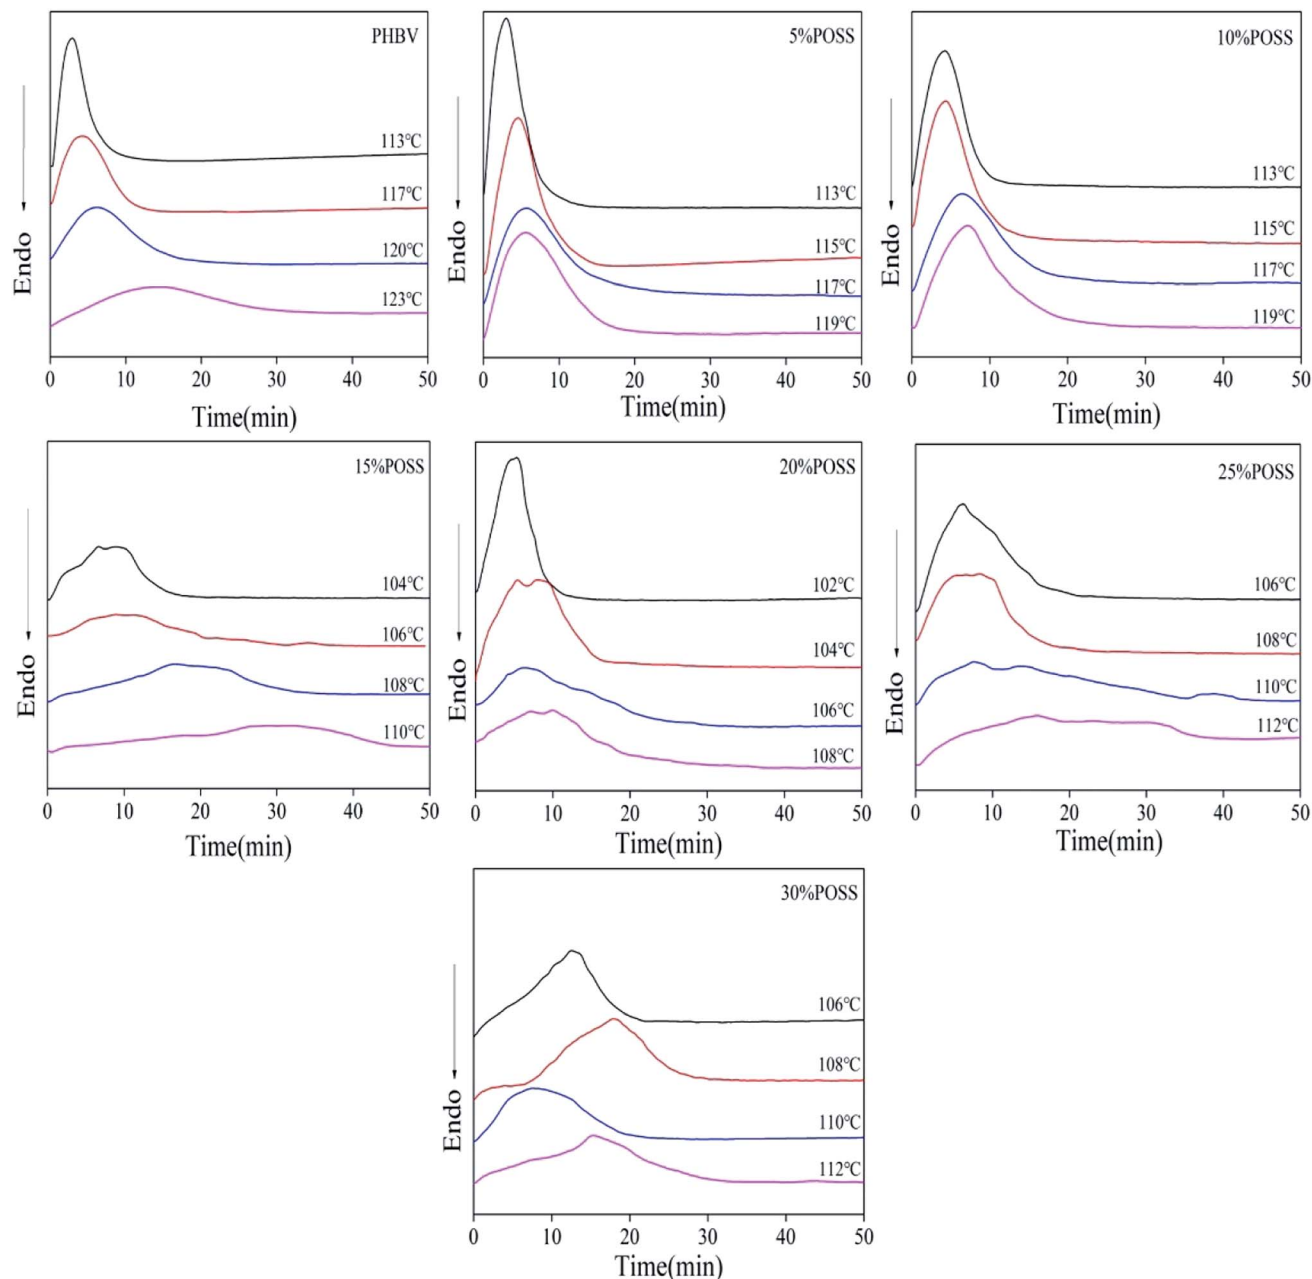 PHBV
Endo
113℃
117℃
120℃
123℃
0 10 20 30 40 50
Time(min)
5%POSS
Endo
113℃
115℃
117℃
119℃
0 10 20 30 40 50
Time(min)
10%POSS
Endo
113℃
115℃
117℃
119℃
0 10 20 30 40 50
Time(min)
15%POSS
Endo
104℃
106℃
108℃
110℃
0 10 20 30 40 50
Time(min)
20%POSS
Endo
102℃
104℃
106℃
108℃
0 10 20 30 40 50
Time(min)
25%POSS
Endo
106℃
108℃
110℃
112℃
0 10 20 30 40 50
Time(min)
30%POSS
Endo
106℃
108℃
110℃
112℃
0 10 20 30 40 50
Time(min)